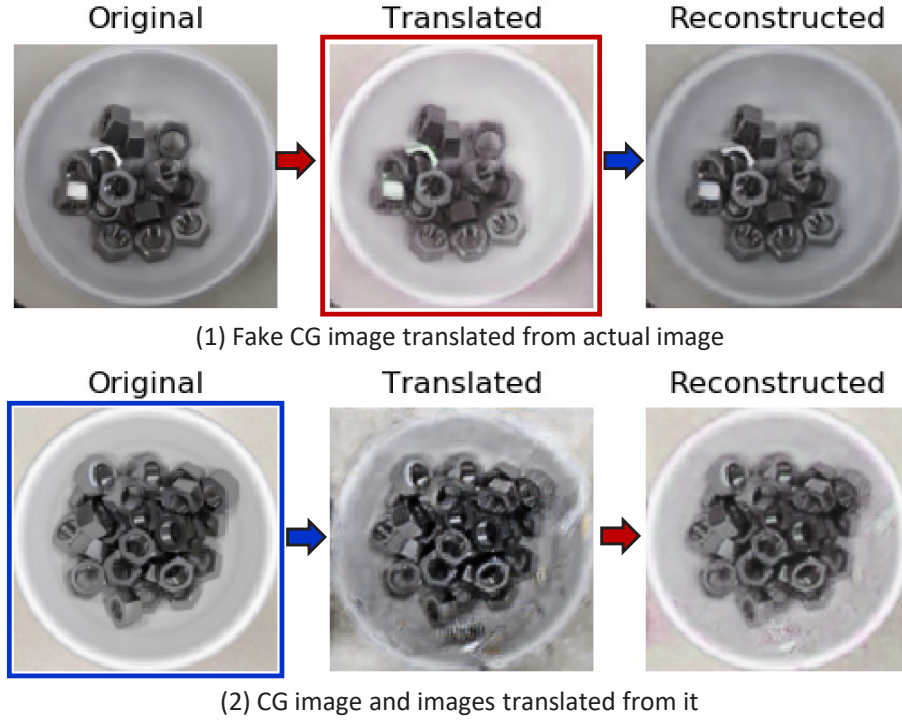 Original Translated Reconstructed
(1) Fake CG image translated from actual image
Original Translated Reconstructed
(2) CG image and images translated from it